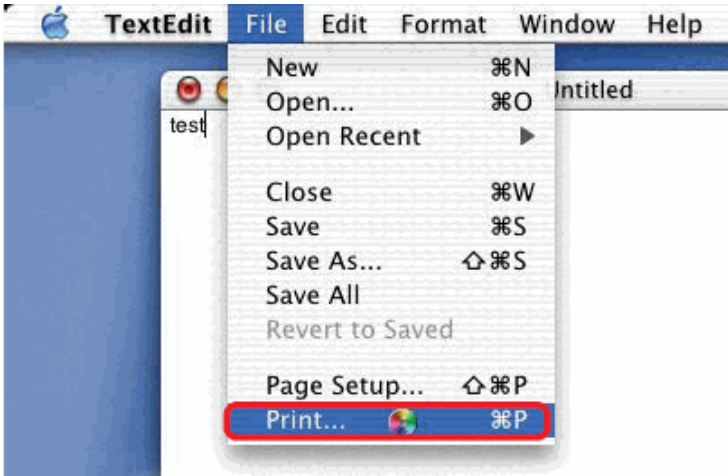 TextEdit File Edit Format Window Help
Untitled
test
New ⌘N
Open... ⌘O
Open Recent ▶
Close ⌘W
Save ⌘S
Save As... ⇧⌘S
Save All
Revert to Saved
Page Setup... ⇧⌘P
Print... ⌘P